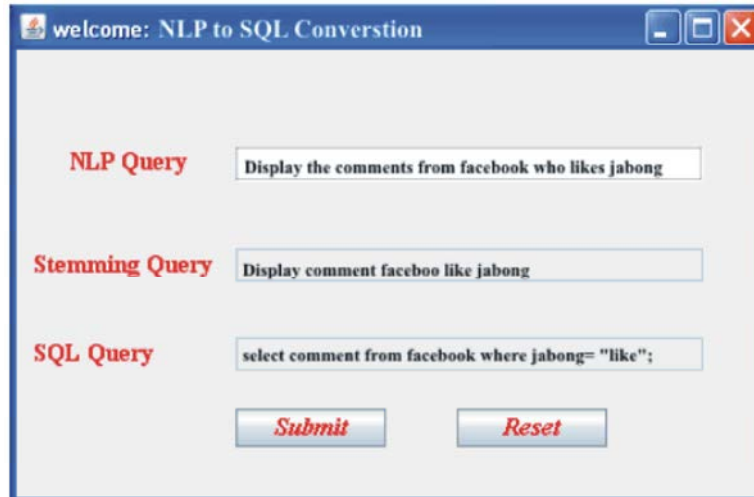 welcome: NLP to SQL Converstion
NLP Query Display the comments from facebook who likes jabong
Stemming Query Display comment faceboo like jabong
SQL Query select comment from facebook where jabong= "like";
Submit Reset